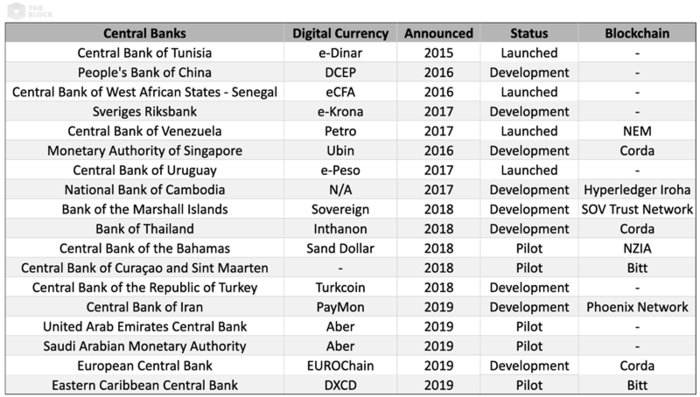 THE
BLOCK
Central Banks Digital Currency Announced Status Blockchain
Central Bank of Tunisia e-Dinar 2015 Launched -
People's Bank of China DCEP 2016 Development -
Central Bank of West African States - Senegal eCFA 2016 Launched -
Sveriges Riksbank e-Krona 2017 Development -
Central Bank of Venezuela Petro 2017 Launched NEM
Monetary Authority of Singapore Ubin 2016 Development Corda
Central Bank of Uruguay e-Peso 2017 Launched -
National Bank of Cambodia N/A 2017 Development Hyperledger Iroha
Bank of the Marshall Islands Sovereign 2018 Development SOV Trust Network
Bank of Thailand Inthanon 2018 Development Corda
Central Bank of the Bahamas Sand Dollar 2018 Pilot NZIA
Central Bank of Curaçao and Sint Maarten - 2018 Pilot Bitt
Central Bank of the Republic of Turkey Turkcoin 2018 Development -
Central Bank of Iran PayMon 2019 Development Phoenix Network
United Arab Emirates Central Bank Aber 2019 Pilot -
Saudi Arabian Monetary Authority Aber 2019 Pilot -
European Central Bank EUROChain 2019 Development Corda
Eastern Caribbean Central Bank DXCD 2019 Pilot Bitt